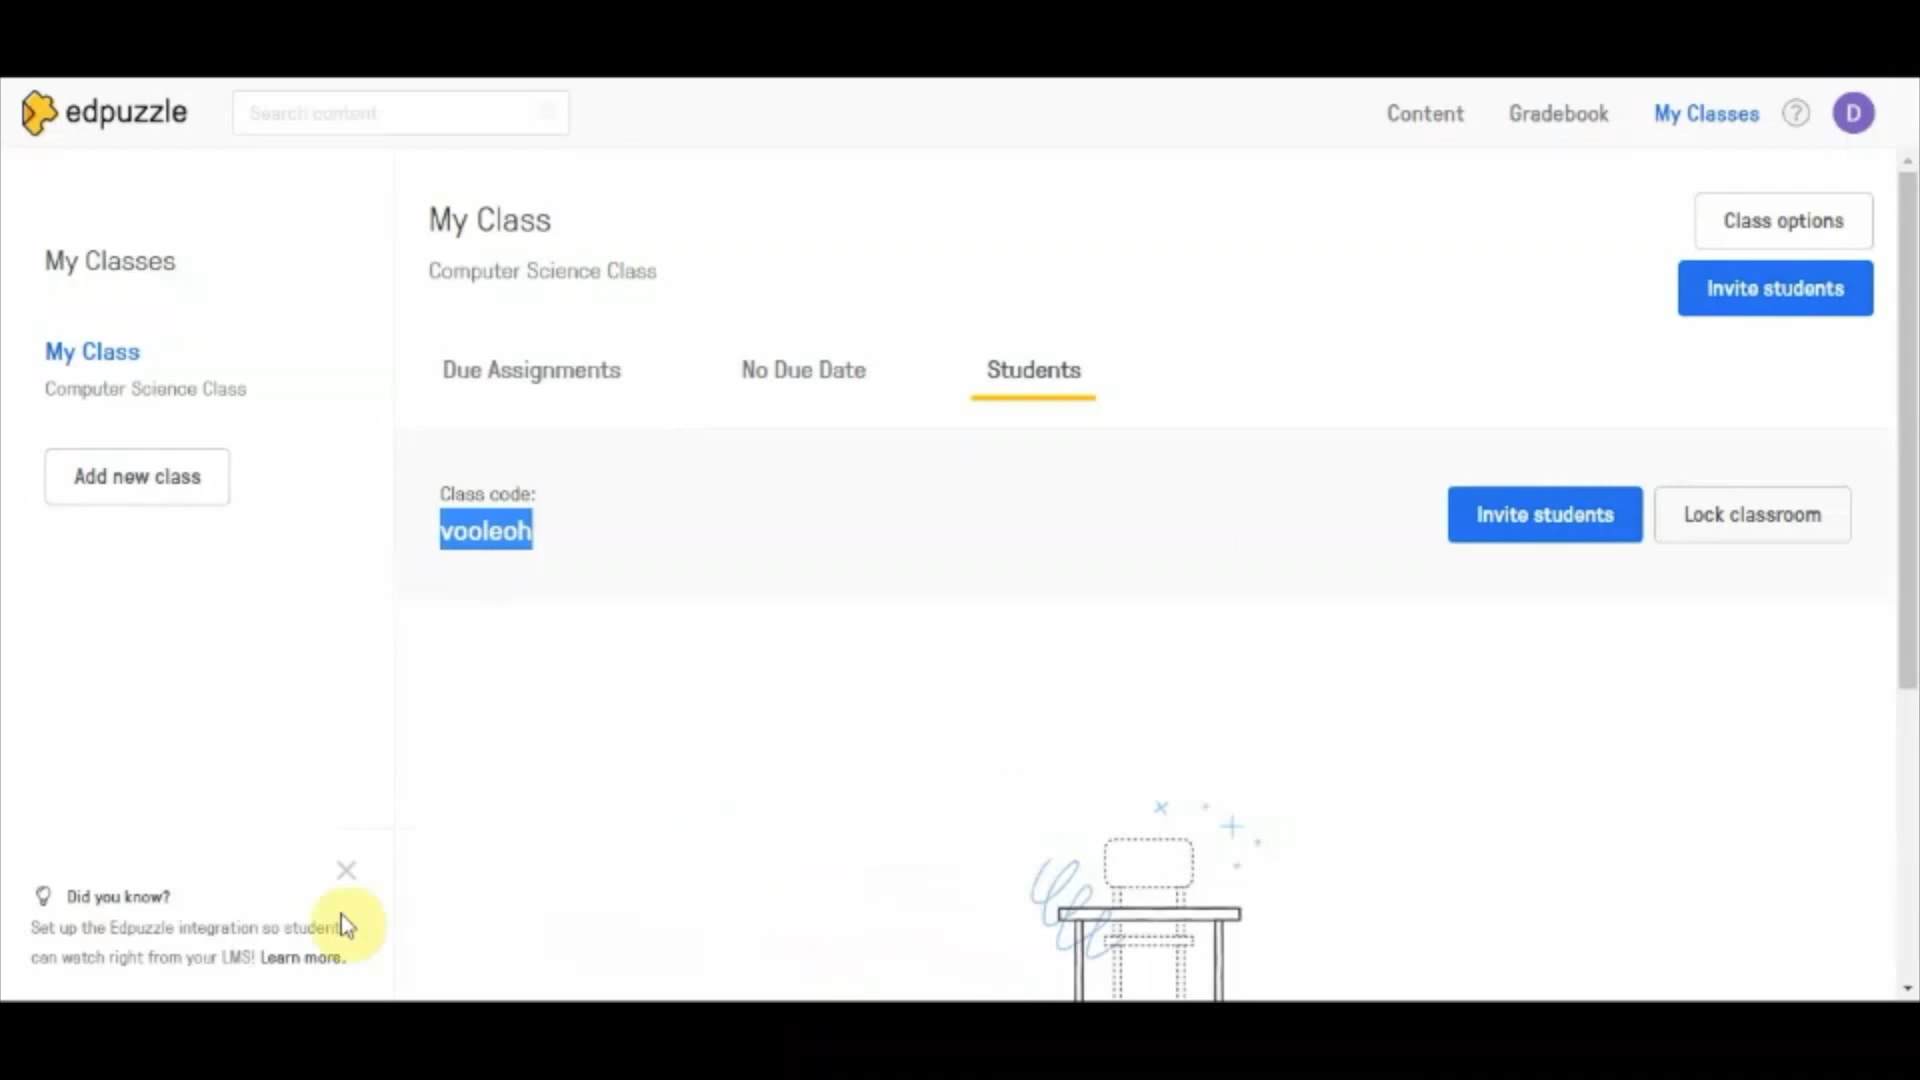 edpuzzle
Search content
Content
Gradebook
My Classes
?
D
My Classes
My Class
Computer Science Class
Add new class
My Class
Computer Science Class
Class options
Invite students
Due Assignments
No Due Date
Students
Class code:
vooleoh
Invite students
Lock classroom
Did you know?
Set up the Edpuzzle integration so student
can watch right from your LMS! Learn more.